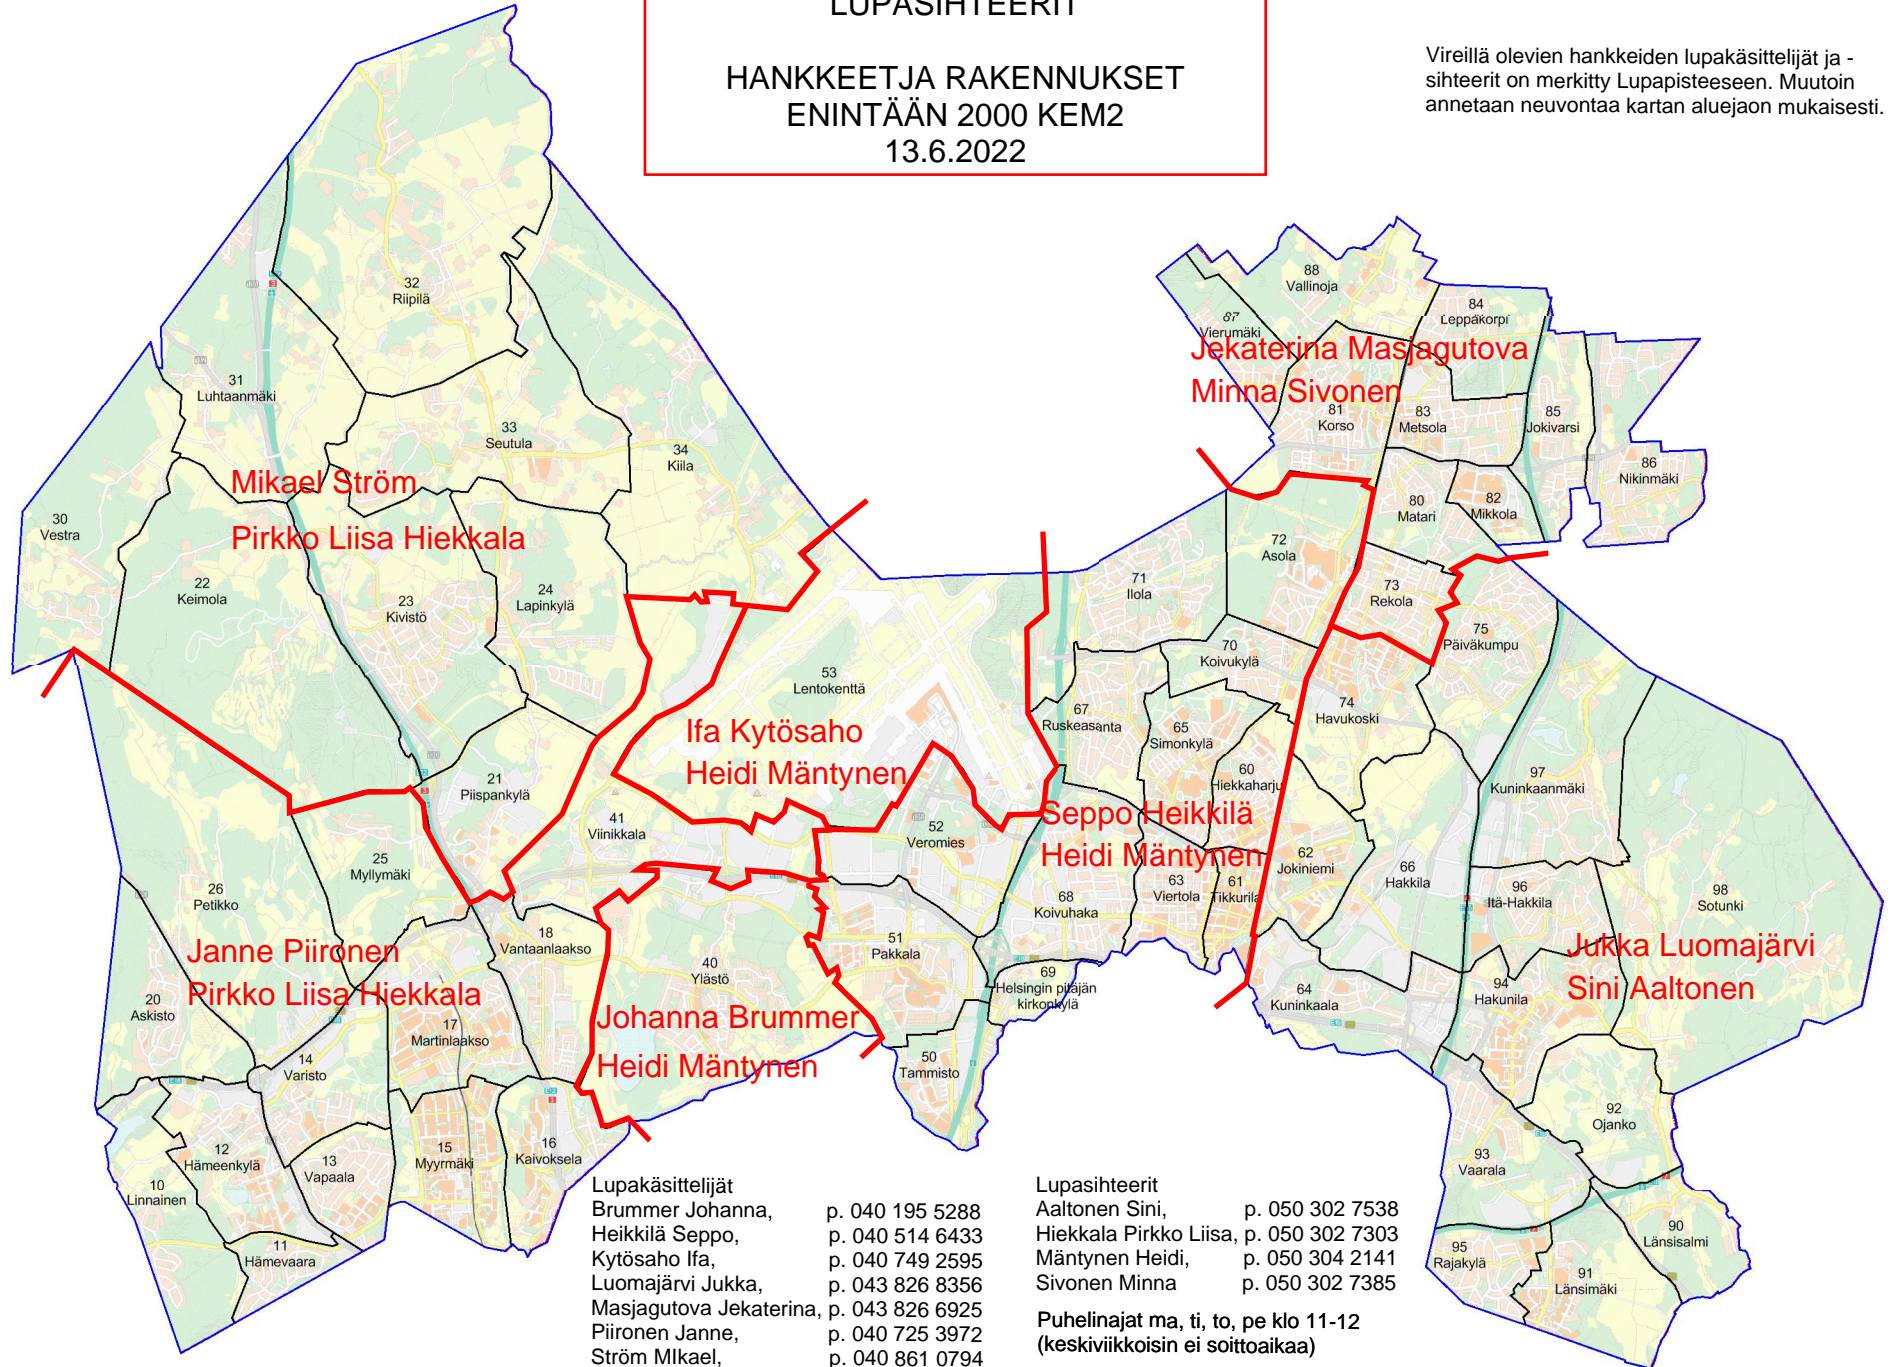 LUPASIHTEERIT
HANKKEETJA RAKENNUKSET
ENINTÄÄN 2000 KEM2
13.6.2022
Vireillä olevien hankkeiden lupakäsittelijät ja -
sihteerit on merkitty Lupapisteeseen. Muutoin
annetaan neuvontaa kartan aluejaon mukaisesti.
32
Riipilä
31
Luhtaanmäki
33
Seutula
34
Kiila
30
Vestra
Mikael Ström
Pirkko Liisa Hiekkala
22
Keimola
23
Kivistö
24
Lapinkylä
88
Vallinoja
84
Leppäkorpi
87
Vierumäki
Jekaterina Masjagutova
Minna Sivonen
81
Korso
83
Metsola
85
Jokivarsi
86
Nikinmäki
80
Matari
82
Mikkola
72
Asola
71
Ilola
73
Rekola
75
Päiväkumpu
70
Koivukylä
74
Havukoski
53
Lentokenttä
Ifa Kytösaho
Heidi Mäntynen
67
Ruskeasanta
65
Simonkylä
60
Hiekkaharju
97
Kuninkaanmäki
21
Piispankylä
41
Viinikkala
52
Veromies
Seppo Heikkilä
Heidi Mäntynen
25
Myllymäki
26
Petikko
62
Jokiniemi
66
Hakkila
96
Itä-Hakkila
98
Sotunki
68
Koivuhaka
63
Viertola
61
Tikkurila
18
Vantaanlaakso
51
Pakkala
40
Ylästö
Janne Piironen
Pirkko Liisa Hiekkala
Jukka Luomajärvi
Sini Aaltonen
20
Askisto
17
Martinlaakso
69
Helsingin pitäjän
kirkonkylä
64
Kuninkaala
94
Hakunila
Johanna Brummer
Heidi Mäntynen
14
Varisto
50
Tammisto
92
Ojanko
12
Hämeenkylä
13
Vapaala
15
Myyrmäki
16
Kaivoksela
93
Vaarala
10
Linnainen
11
Hämevaara
90
Länsisalmi
95
Rajakylä
91
Länsimäki
Lupakäsittelijät
Brummer Johanna, p. 040 195 5288
Heikkilä Seppo, p. 040 514 6433
Kytösaho Ifa, p. 040 749 2595
Luomajärvi Jukka, p. 043 826 8356
Masjagutova Jekaterina, p. 043 826 6925
Piironen Janne, p. 040 725 3972
Ström MIkael, p. 040 861 0794
Lupasihteerit
Aaltonen Sini, p. 050 302 7538
Hiekkala Pirkko Liisa, p. 050 302 7303
Mäntynen Heidi, p. 050 304 2141
Sivonen Minna p. 050 302 7385
Puhelinajat ma, ti, to, pe klo 11-12
(keskiviikkoisin ei soittoaikaa)